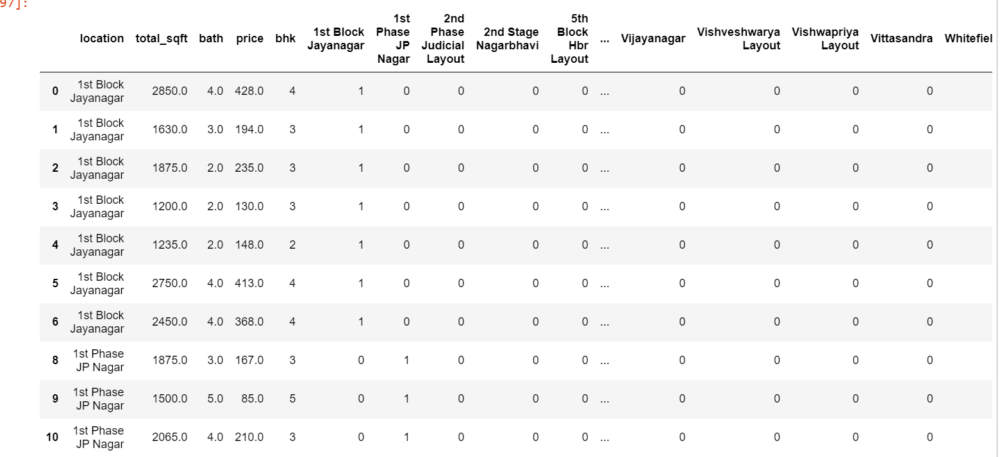 97]:
location total_sqft bath price bhk 1st Block Jayanagar 1st Phase JP Nagar 2nd Phase Judicial Layout 2nd Stage Nagarbhavi 5th Block Hbr Layout ... Vijayanagar Vishveshwarya Layout Vishwapriya Layout Vittasandra Whitefiel
0 1st Block Jayanagar 2850.0 4.0 428.0 4 1 0 0 0 0 ... 0 0 0 0
1 1st Block Jayanagar 1630.0 3.0 194.0 3 1 0 0 0 0 ... 0 0 0 0
2 1st Block Jayanagar 1875.0 2.0 235.0 3 1 0 0 0 0 ... 0 0 0 0
3 1st Block Jayanagar 1200.0 2.0 130.0 3 1 0 0 0 0 ... 0 0 0 0
4 1st Block Jayanagar 1235.0 2.0 148.0 2 1 0 0 0 0 ... 0 0 0 0
5 1st Block Jayanagar 2750.0 4.0 413.0 4 1 0 0 0 0 ... 0 0 0 0
6 1st Block Jayanagar 2450.0 4.0 368.0 4 1 0 0 0 0 ... 0 0 0 0
8 1st Phase JP Nagar 1875.0 3.0 167.0 3 0 1 0 0 0 ... 0 0 0 0
9 1st Phase JP Nagar 1500.0 5.0 85.0 5 0 1 0 0 0 ... 0 0 0 0
10 1st Phase JP Nagar 2065.0 4.0 210.0 3 0 1 0 0 0 ... 0 0 0 0